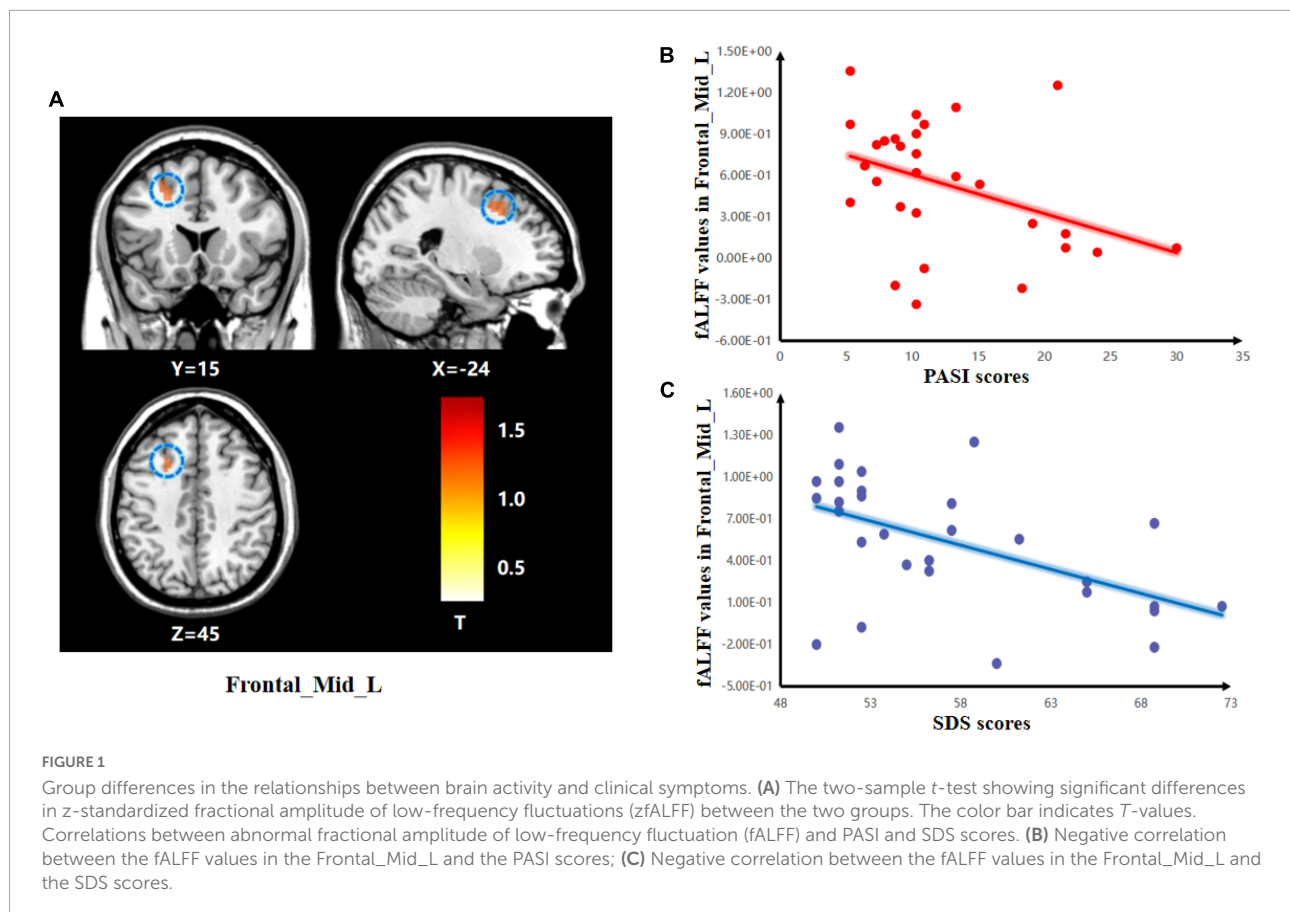 A
Y=15
X=-24
Z=45
1.5
1.0
0.5
T
Frontal_Mid_L
B
fALFF values in Frontal_Mid_L
1.50E+00
1.20E+00
9.00E-01
6.00E-01
3.00E-01
0.00E+00
-3.00E-01
-6.00E-01
0 5 10 15 20 25 30 35
PASI scores
C
fALFF values in Frontal_Mid_L
1.60E+00
1.30E+00
1.00E+00
7.00E-01
4.00E-01
1.00E-01
-2.00E-01
-5.00E-01
48 53 58 63 68 73
SDS scores
FIGURE 1
Group differences in the relationships between brain activity and clinical symptoms. (A) The two-sample t-test showing significant differences
in z-standardized fractional amplitude of low-frequency fluctuations (zfALFF) between the two groups. The color bar indicates T-values.
Correlations between abnormal fractional amplitude of low-frequency fluctuation (fALFF) and PASI and SDS scores. (B) Negative correlation
between the fALFF values in the Frontal_Mid_L and the PASI scores; (C) Negative correlation between the fALFF values in the Frontal_Mid_L and
the SDS scores.